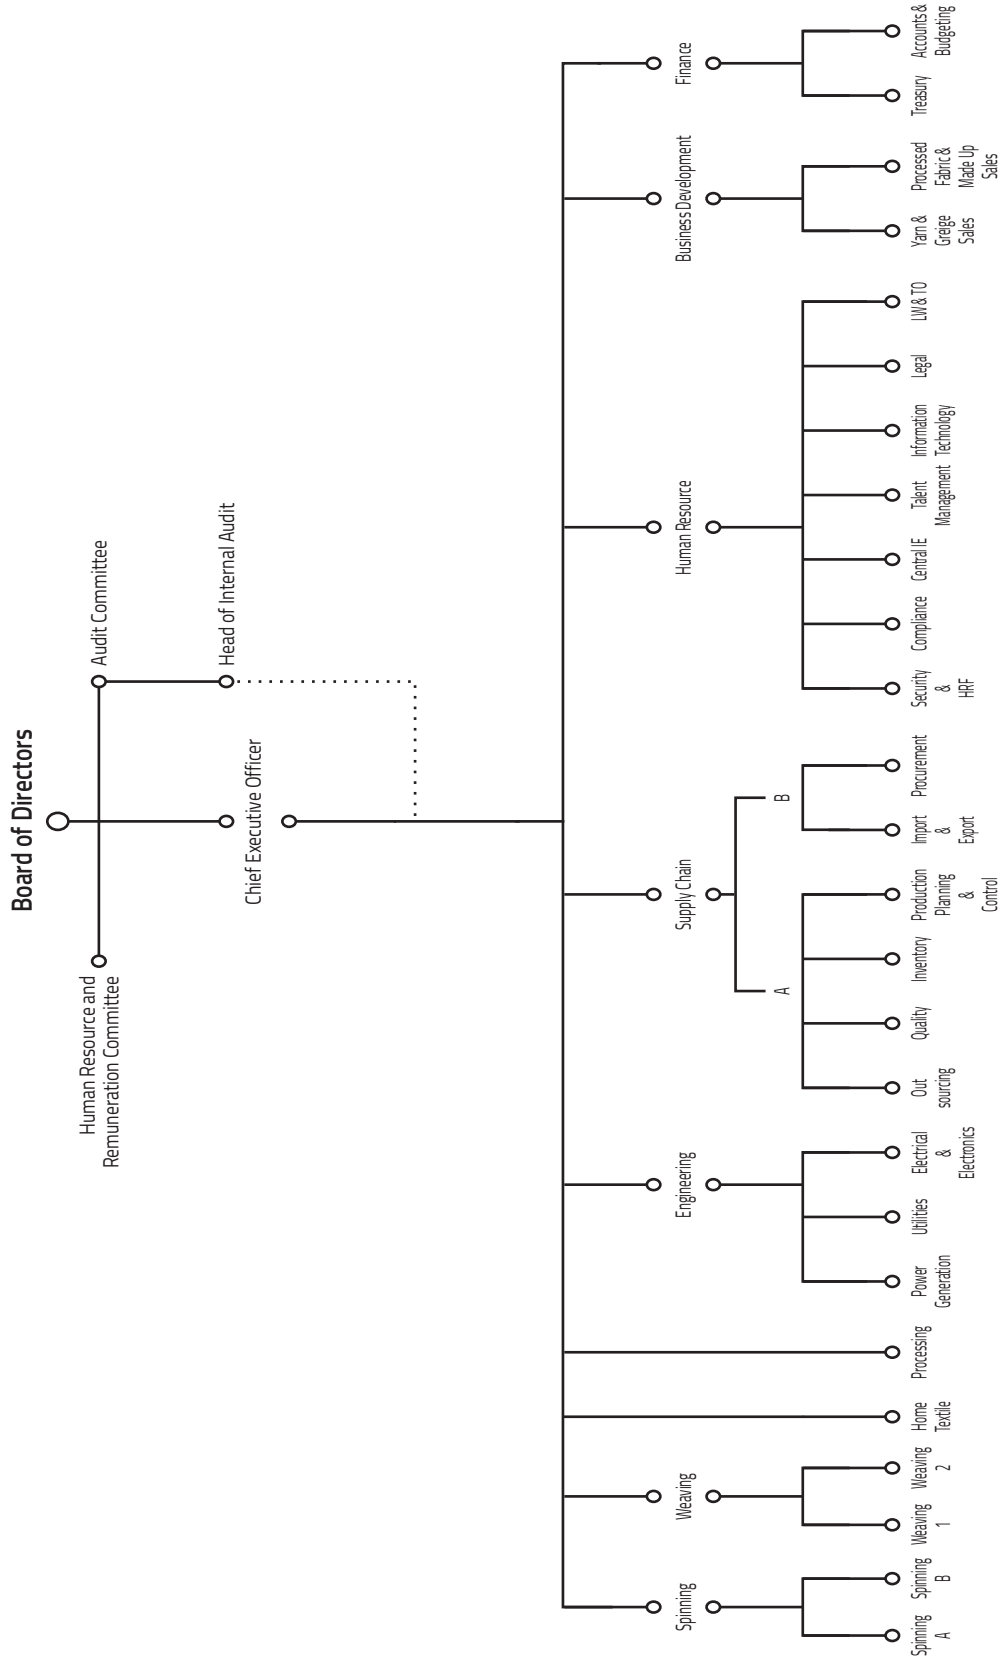 Board of Directors
Human Resource and
Remuneration Committee
Audit Committee
Chief Executive Officer
Head of Internal Audit
Spinning
Weaving
Engineering
Supply Chain
Human Resource
Business Development
Finance
A
B
Spinning
A
Spinning
B
Weaving
1
Weaving
2
Home
Textile
Processing
Power
Generation
Utilities
Electrical
&
Electronics
Out
sourcing
Quality
Inventory
Production
Planning
&
Control
Import
&
Export
Procurement
Security
&
HRF
Compliance
Central IE
Talent
Management
Information
Technology
Legal
LW & TO
Yarn &
Greige
Sales
Processed
Fabric &
Made Up
Sales
Treasury
Accounts &
Budgeting